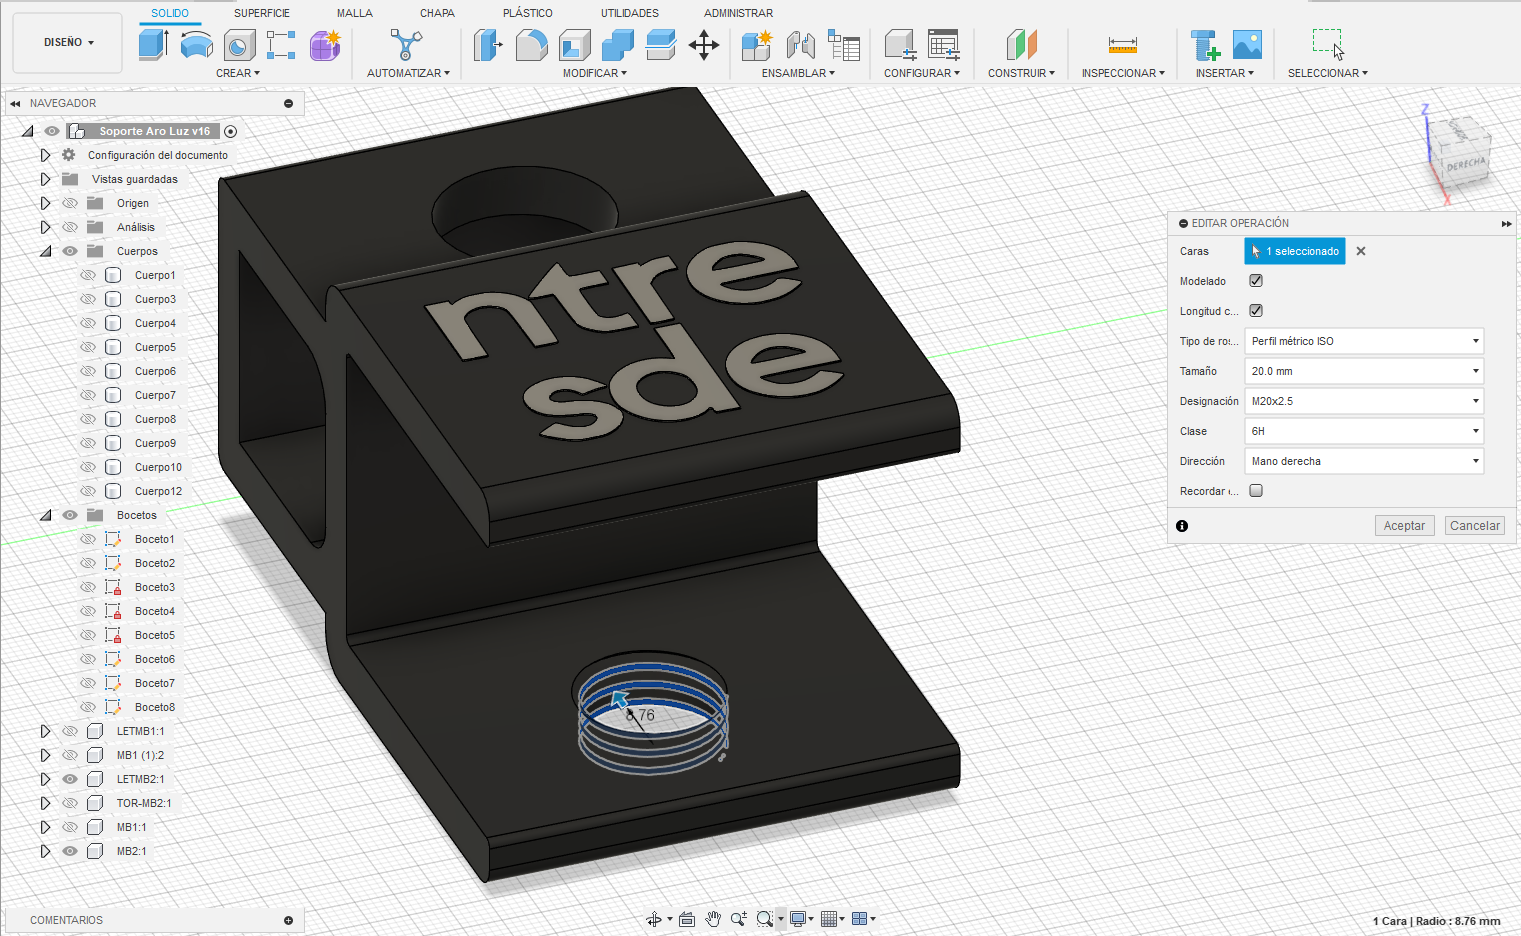 SOLIDO
SUPERFICIE
MALLA
CHAPA
PLÁSTICO
UTILIDADES
ADMINISTRAR
DISEÑO
CREAR
AUTOMATIZAR
MODIFICAR
ENSAMBLAR
CONFIGURAR
CONSTRUIR
INSPECCIONAR
INSERTAR
SELECCIONAR
NAVEGADOR
Soporte Aro Luz v16
Configuración del documento
Vistas guardadas
Origen
Análisis
Cuerpos
Cuerpo1
Cuerpo3
Cuerpo4
Cuerpo5
Cuerpo6
Cuerpo7
Cuerpo8
Cuerpo9
Cuerpo10
Cuerpo12
Bocetos
Boceto1
Boceto2
Boceto3
Boceto4
Boceto5
Boceto6
Boceto7
Boceto8
LETMB1:1
MB1 (1):2
LETMB2:1
TOR-MB2:1
MB1:1
MB2:1
COMENTARIOS
ntre
sde
8.76
Z
DERECHA
X
EDITAR OPERACIÓN
Caras 1 seleccionado
Modelado
Longitud c...
Tipo de ros... Perfil métrico ISO
Tamaño 20.0 mm
Designación M20x2.5
Clase 6H
Dirección Mano derecha
Recordar ...
Aceptar Cancelar
1 Cara | Radio : 8.76 mm